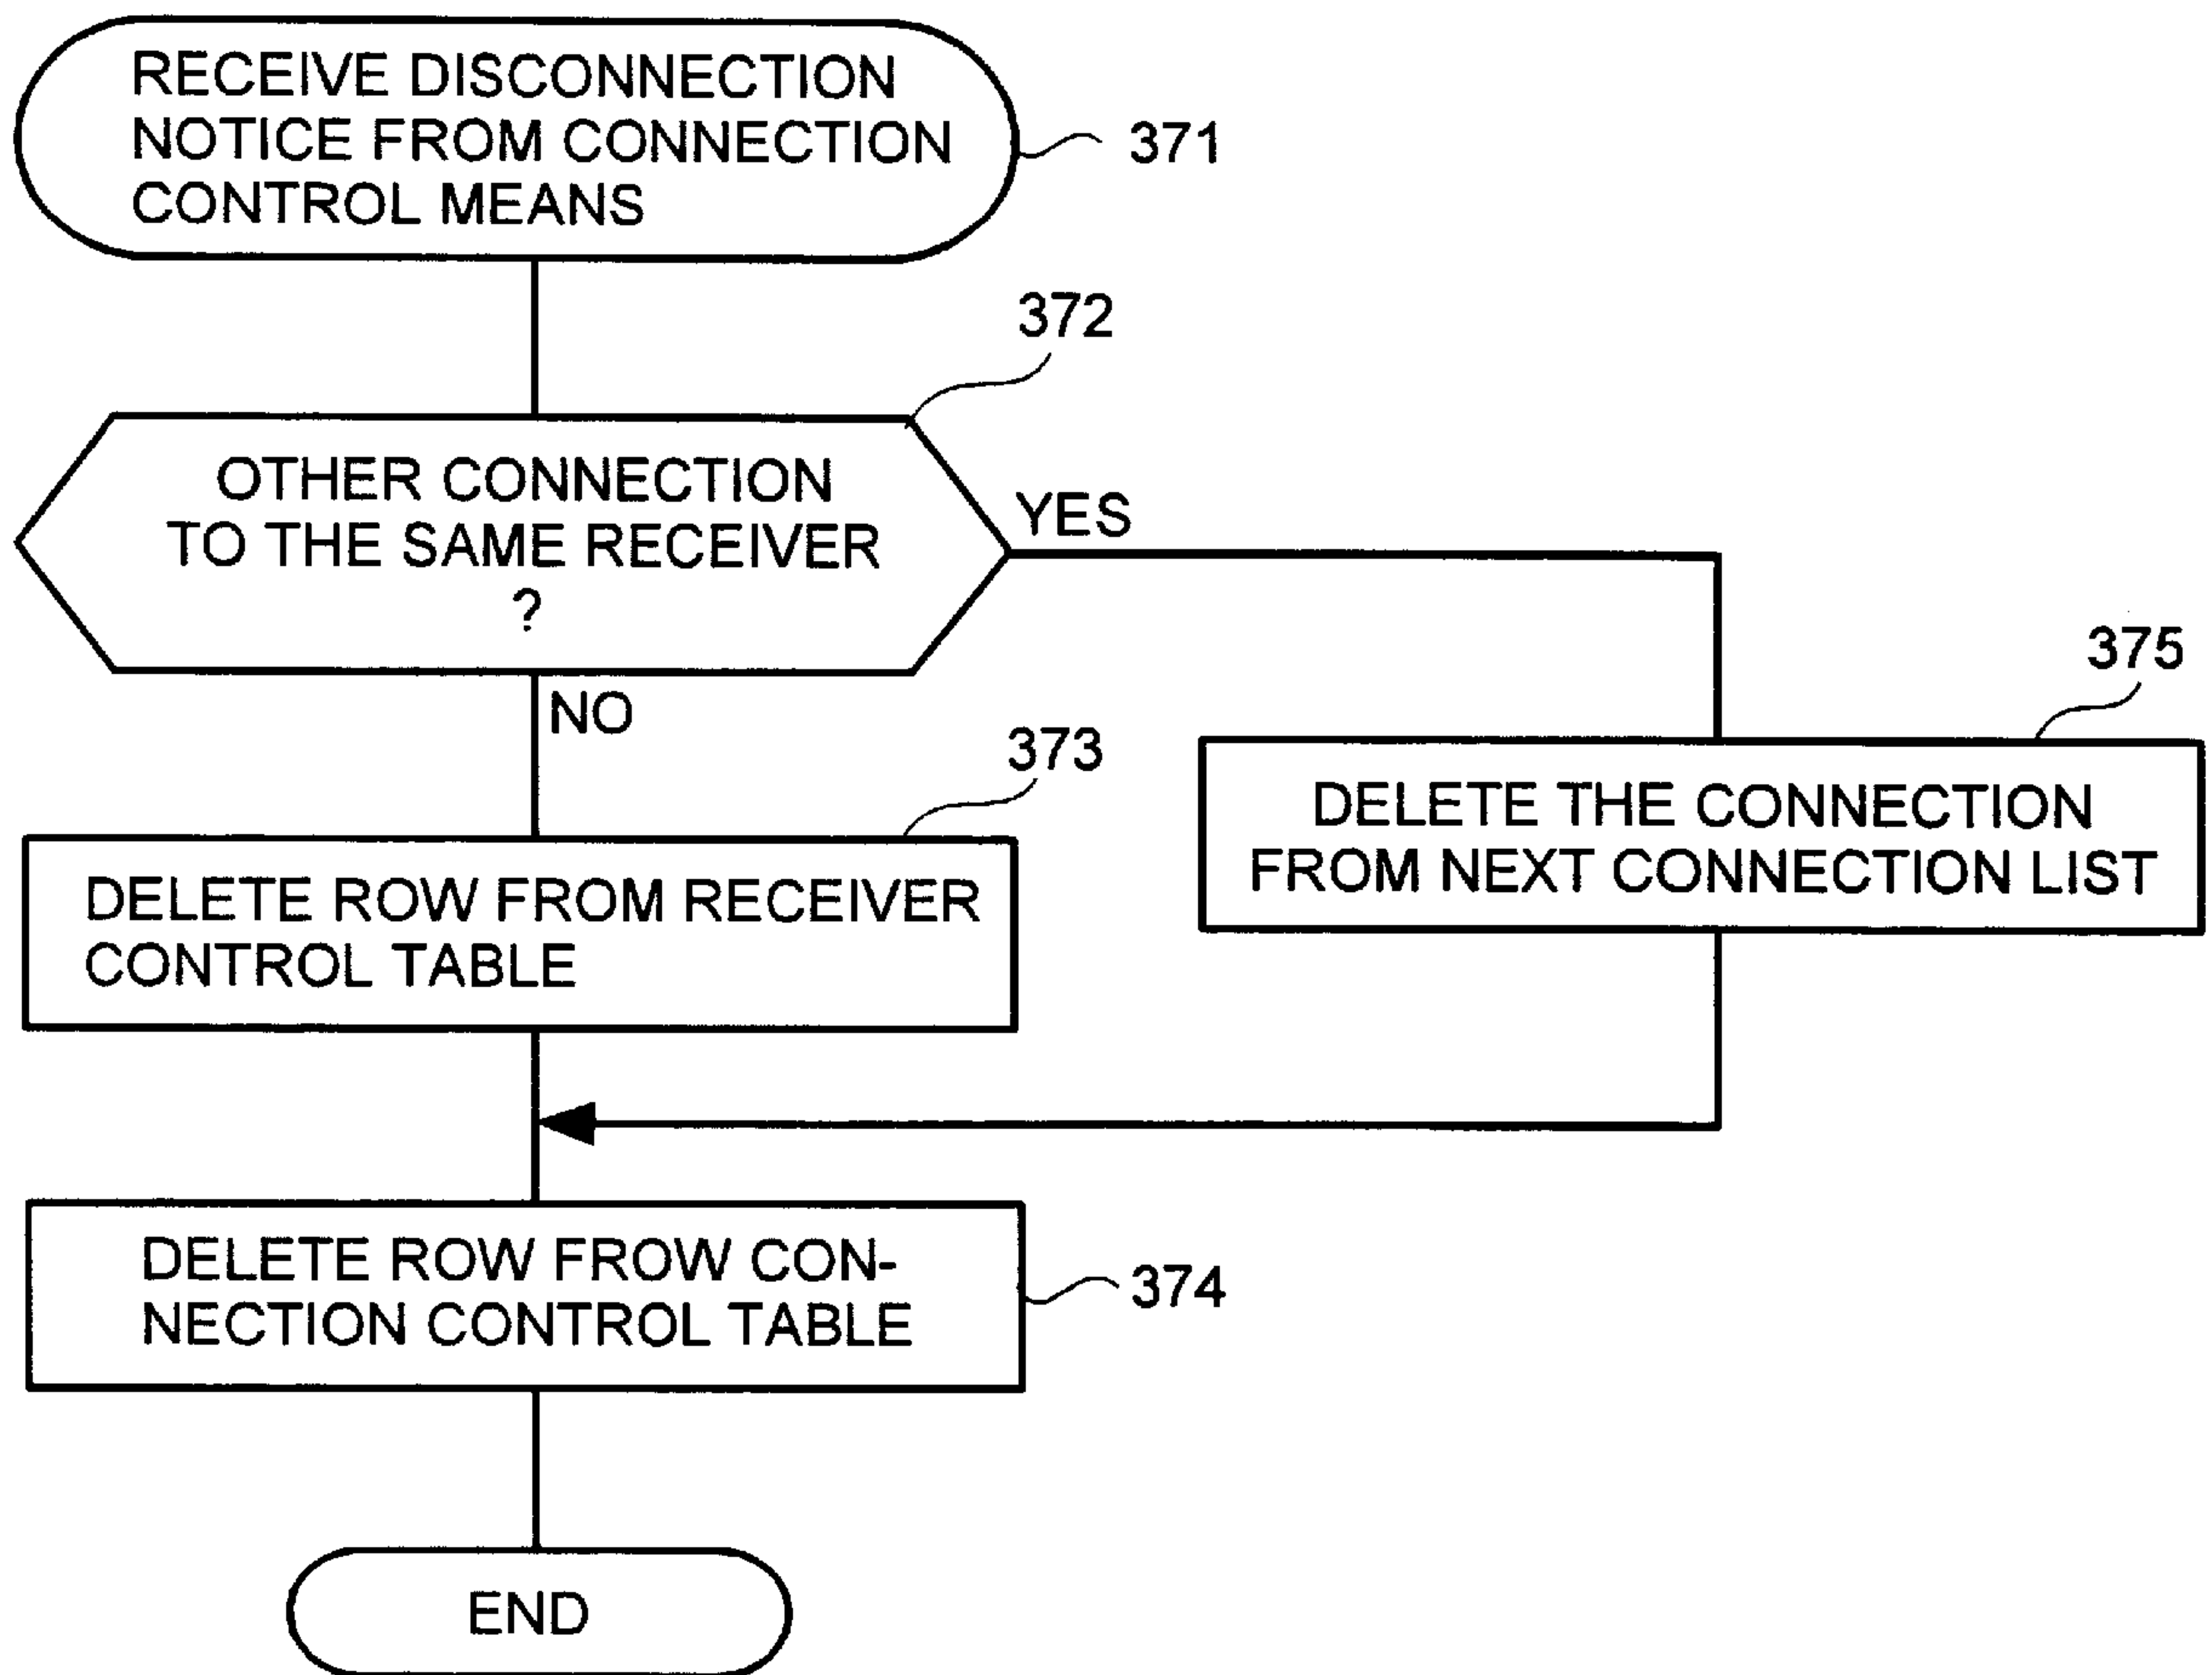 RECEIVE DISCONNECTION
NOTICE FROM CONNECTION
CONTROL MEANS
371
372
OTHER CONNECTION
TO THE SAME RECEIVER
?
YES
NO
375
DELETE THE CONNECTION
FROM NEXT CONNECTION LIST
373
DELETE ROW FROM RECEIVER
CONTROL TABLE
DELETE ROW FROW CON-
NECTION CONTROL TABLE
374
END